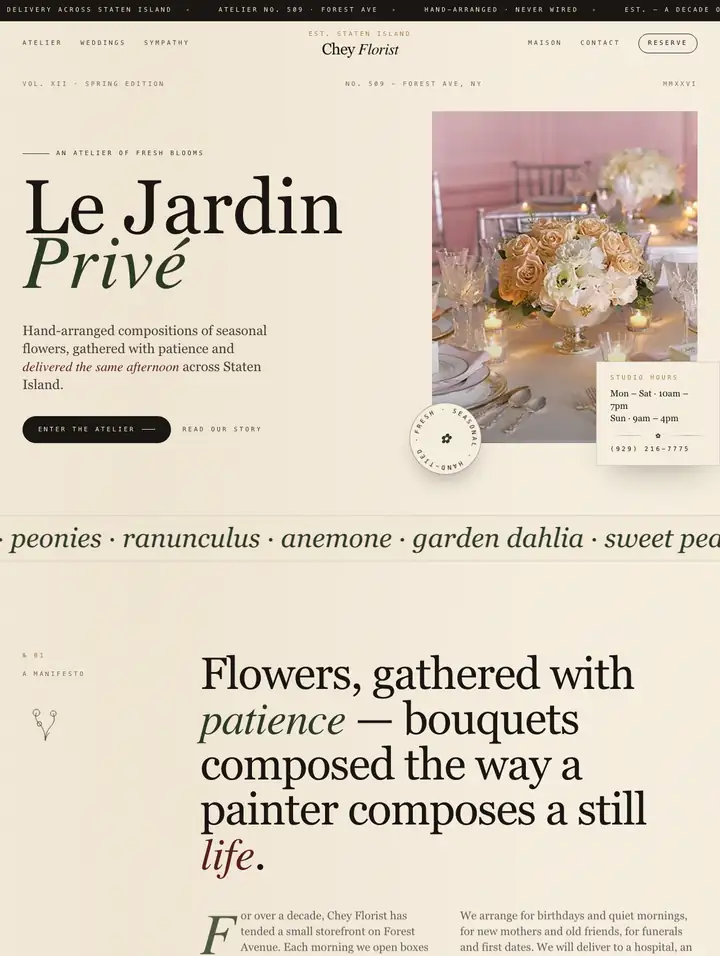 DELIVERY ACROSS STATEN ISLAND ATELIER NO. 509 · FOREST AVE HAND-ARRANGED · NEVER WIRED EST. — A DECADE O
ATELIER WEDDINGS SYMPATHY
EST. STATEN ISLAND
Chey Florist
MAISON CONTACT RESERVE
VOL. XII · SPRING EDITION
NO. 509 — FOREST AVE, NY
MMXXVI
AN ATELIER OF FRESH BLOOMS
Le Jardin
Privé
Hand-arranged compositions of seasonal
flowers, gathered with patience and
delivered the same afternoon across Staten
Island.
ENTER THE ATELIER
READ OUR STORY
FRESH · SEASONAL · HAND-TIED ·
STUDIO HOURS
Mon – Sat · 10am –
7pm
Sun · 9am – 4pm
(929) 216-7775
· peonies · ranunculus · anemone · garden dahlia · sweet pea
№ 01
A MANIFESTO
Flowers, gathered with
patience — bouquets
composed the way a
painter composes a still
life.
For over a decade, Chey Florist has
tended a small storefront on Forest
Avenue. Each morning we open boxes
We arrange for birthdays and quiet mornings,
for new mothers and old friends, for funerals
and first dates. We will deliver to a hospital, an